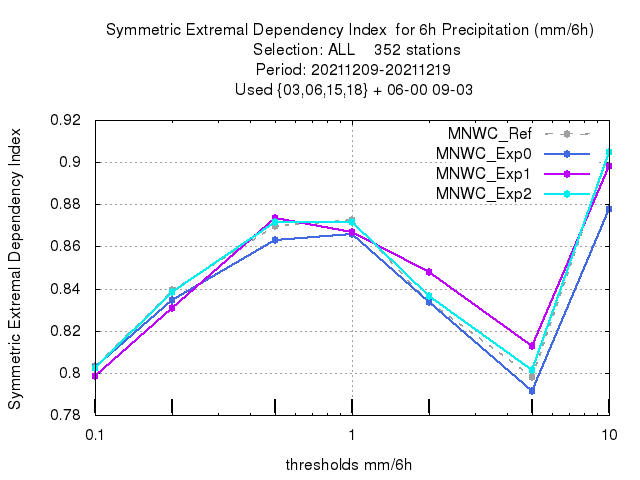 Symmetric Extremal Dependency Index  for 6h Precipitation (mm/6h)
Selection: ALL    352 stations
Period: 20211209-20211219
Used {03,06,15,18} + 06-00 09-03
Symmetric Extremal Dependency Index
0.92
0.9
0.88
0.86
0.84
0.82
0.8
0.78
MNWC_Ref
MNWC_Exp0
MNWC_Exp1
MNWC_Exp2
0.1
1
10
thresholds mm/6h